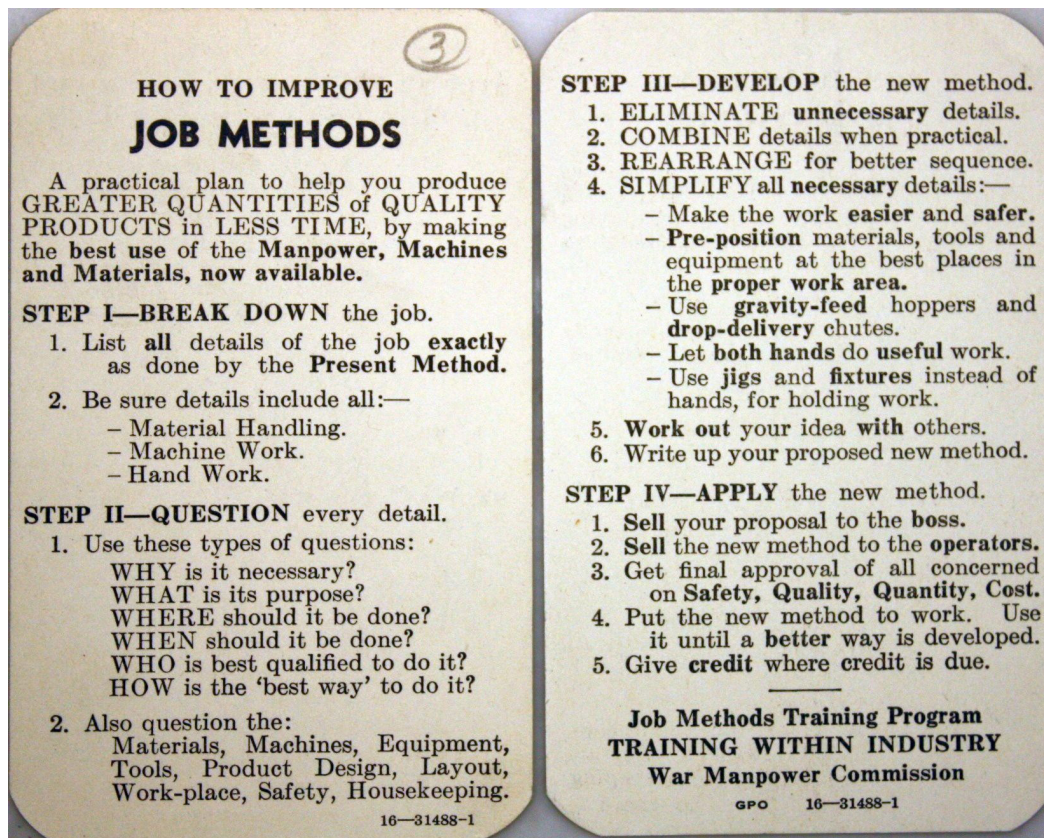 3
HOW TO IMPROVE
JOB METHODS
A practical plan to help you produce
GREATER QUANTITIES of QUALITY
PRODUCTS in LESS TIME, by making
the best use of the Manpower, Machines
and Materials, now available.
STEP I—BREAK DOWN the job.
1. List all details of the job exactly
as done by the Present Method.
2. Be sure details include all:—
– Material Handling.
– Machine Work.
– Hand Work.
STEP II—QUESTION every detail.
1. Use these types of questions:
WHY is it necessary?
WHAT is its purpose?
WHERE should it be done?
WHEN should it be done?
WHO is best qualified to do it?
HOW is the ‘best way’ to do it?
2. Also question the:
Materials, Machines, Equipment,
Tools, Product Design, Layout,
Work-place, Safety, Housekeeping.
16—31488-1
STEP III—DEVELOP the new method.
1. ELIMINATE unnecessary details.
2. COMBINE details when practical.
3. REARRANGE for better sequence.
4. SIMPLIFY all necessary details:—
– Make the work easier and safer.
– Pre-position materials, tools and
equipment at the best places in
the proper work area.
– Use gravity-feed hoppers and
drop-delivery chutes.
– Let both hands do useful work.
– Use jigs and fixtures instead of
hands, for holding work.
5. Work out your idea with others.
6. Write up your proposed new method.
STEP IV—APPLY the new method.
1. Sell your proposal to the boss.
2. Sell the new method to the operators.
3. Get final approval of all concerned
on Safety, Quality, Quantity, Cost.
4. Put the new method to work. Use
it until a better way is developed.
5. Give credit where credit is due.
Job Methods Training Program
TRAINING WITHIN INDUSTRY
War Manpower Commission
GPO 16—31488-1